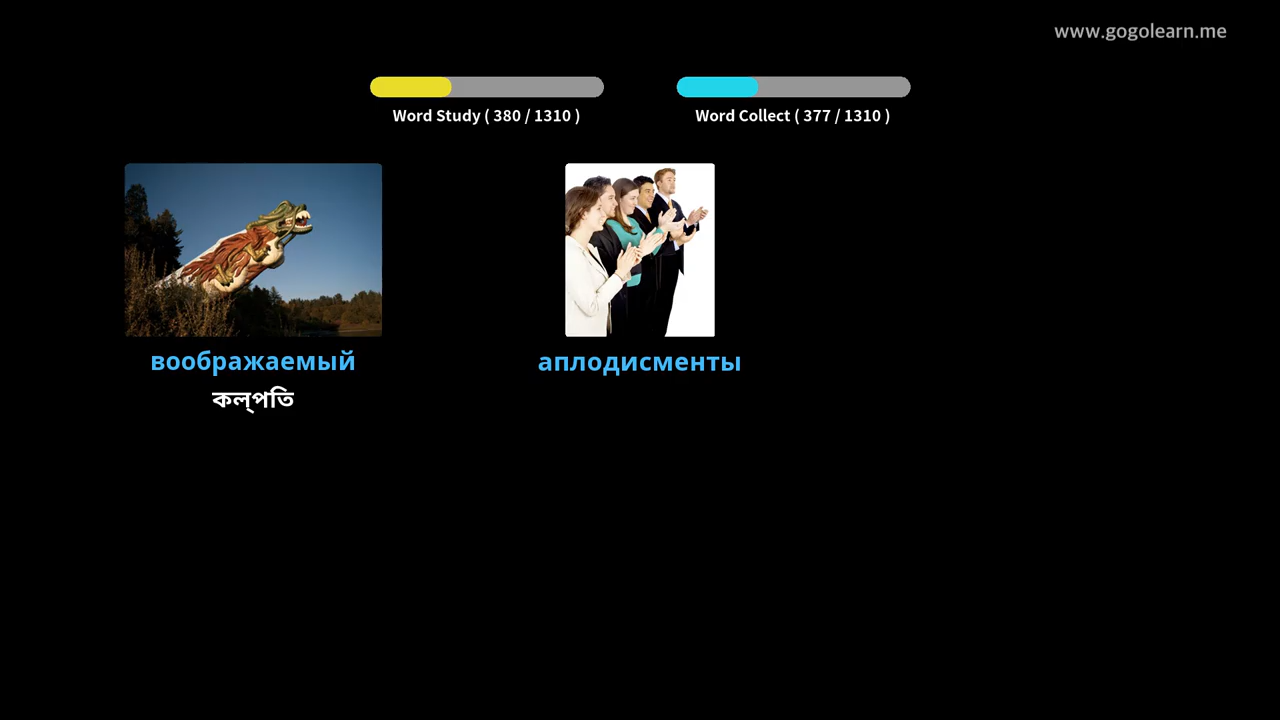 www.gogolearn.me
Word Study ( 380 / 1310 )
Word Collect ( 377 / 1310 )
воображаемый
аплодисменты
কল্পতি